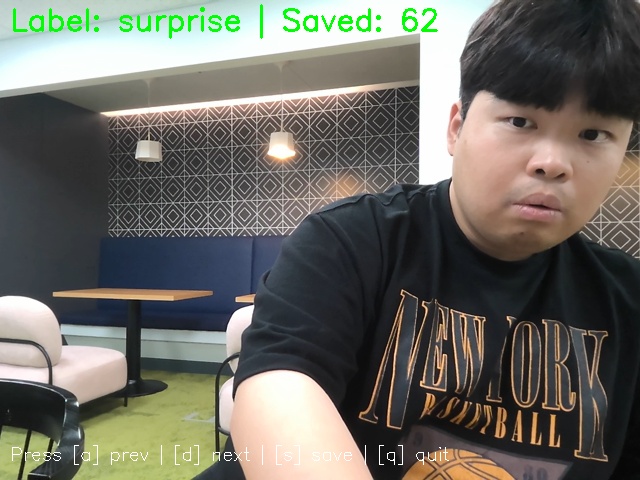 Label: surprise | Saved: 62
NEW YORK
BASKETBALL
Press [a] prev | [d] next | [s] save | [q] quit